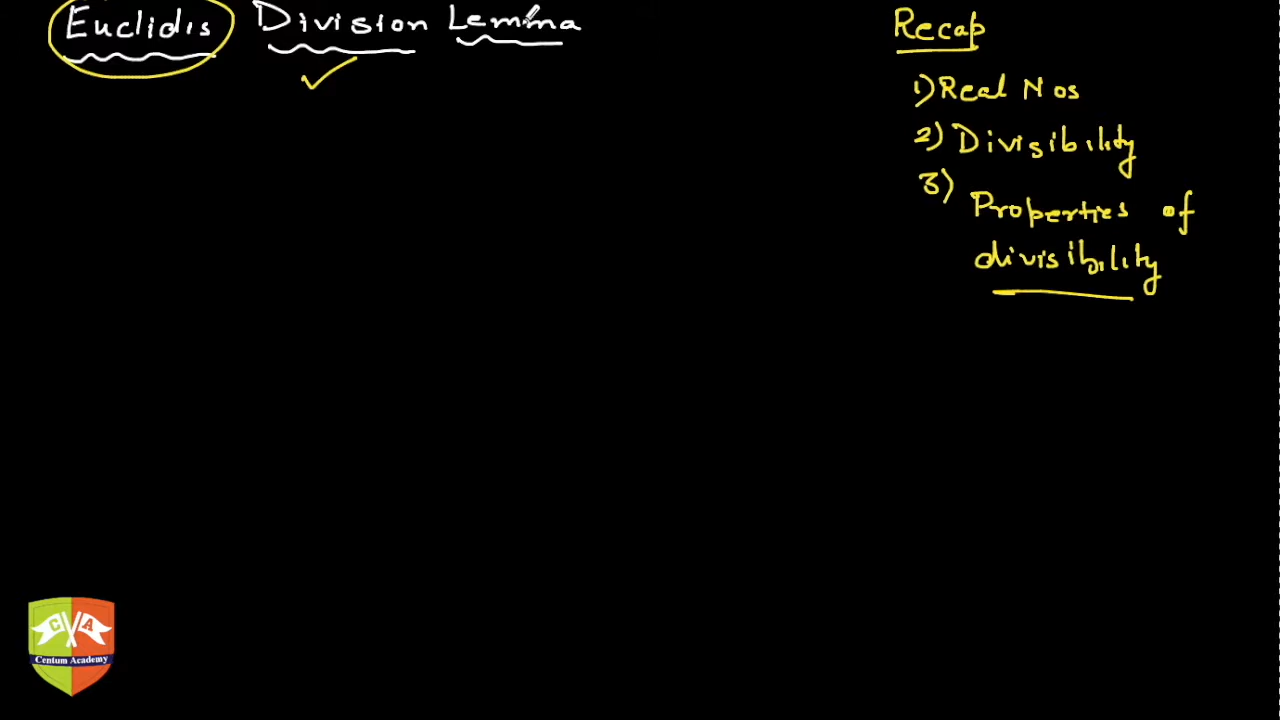 Euclidis Division Lemma
Recap
1) Real Nos
2) Divisibility
3) Properties of
divisibility
C A
Centum Academy